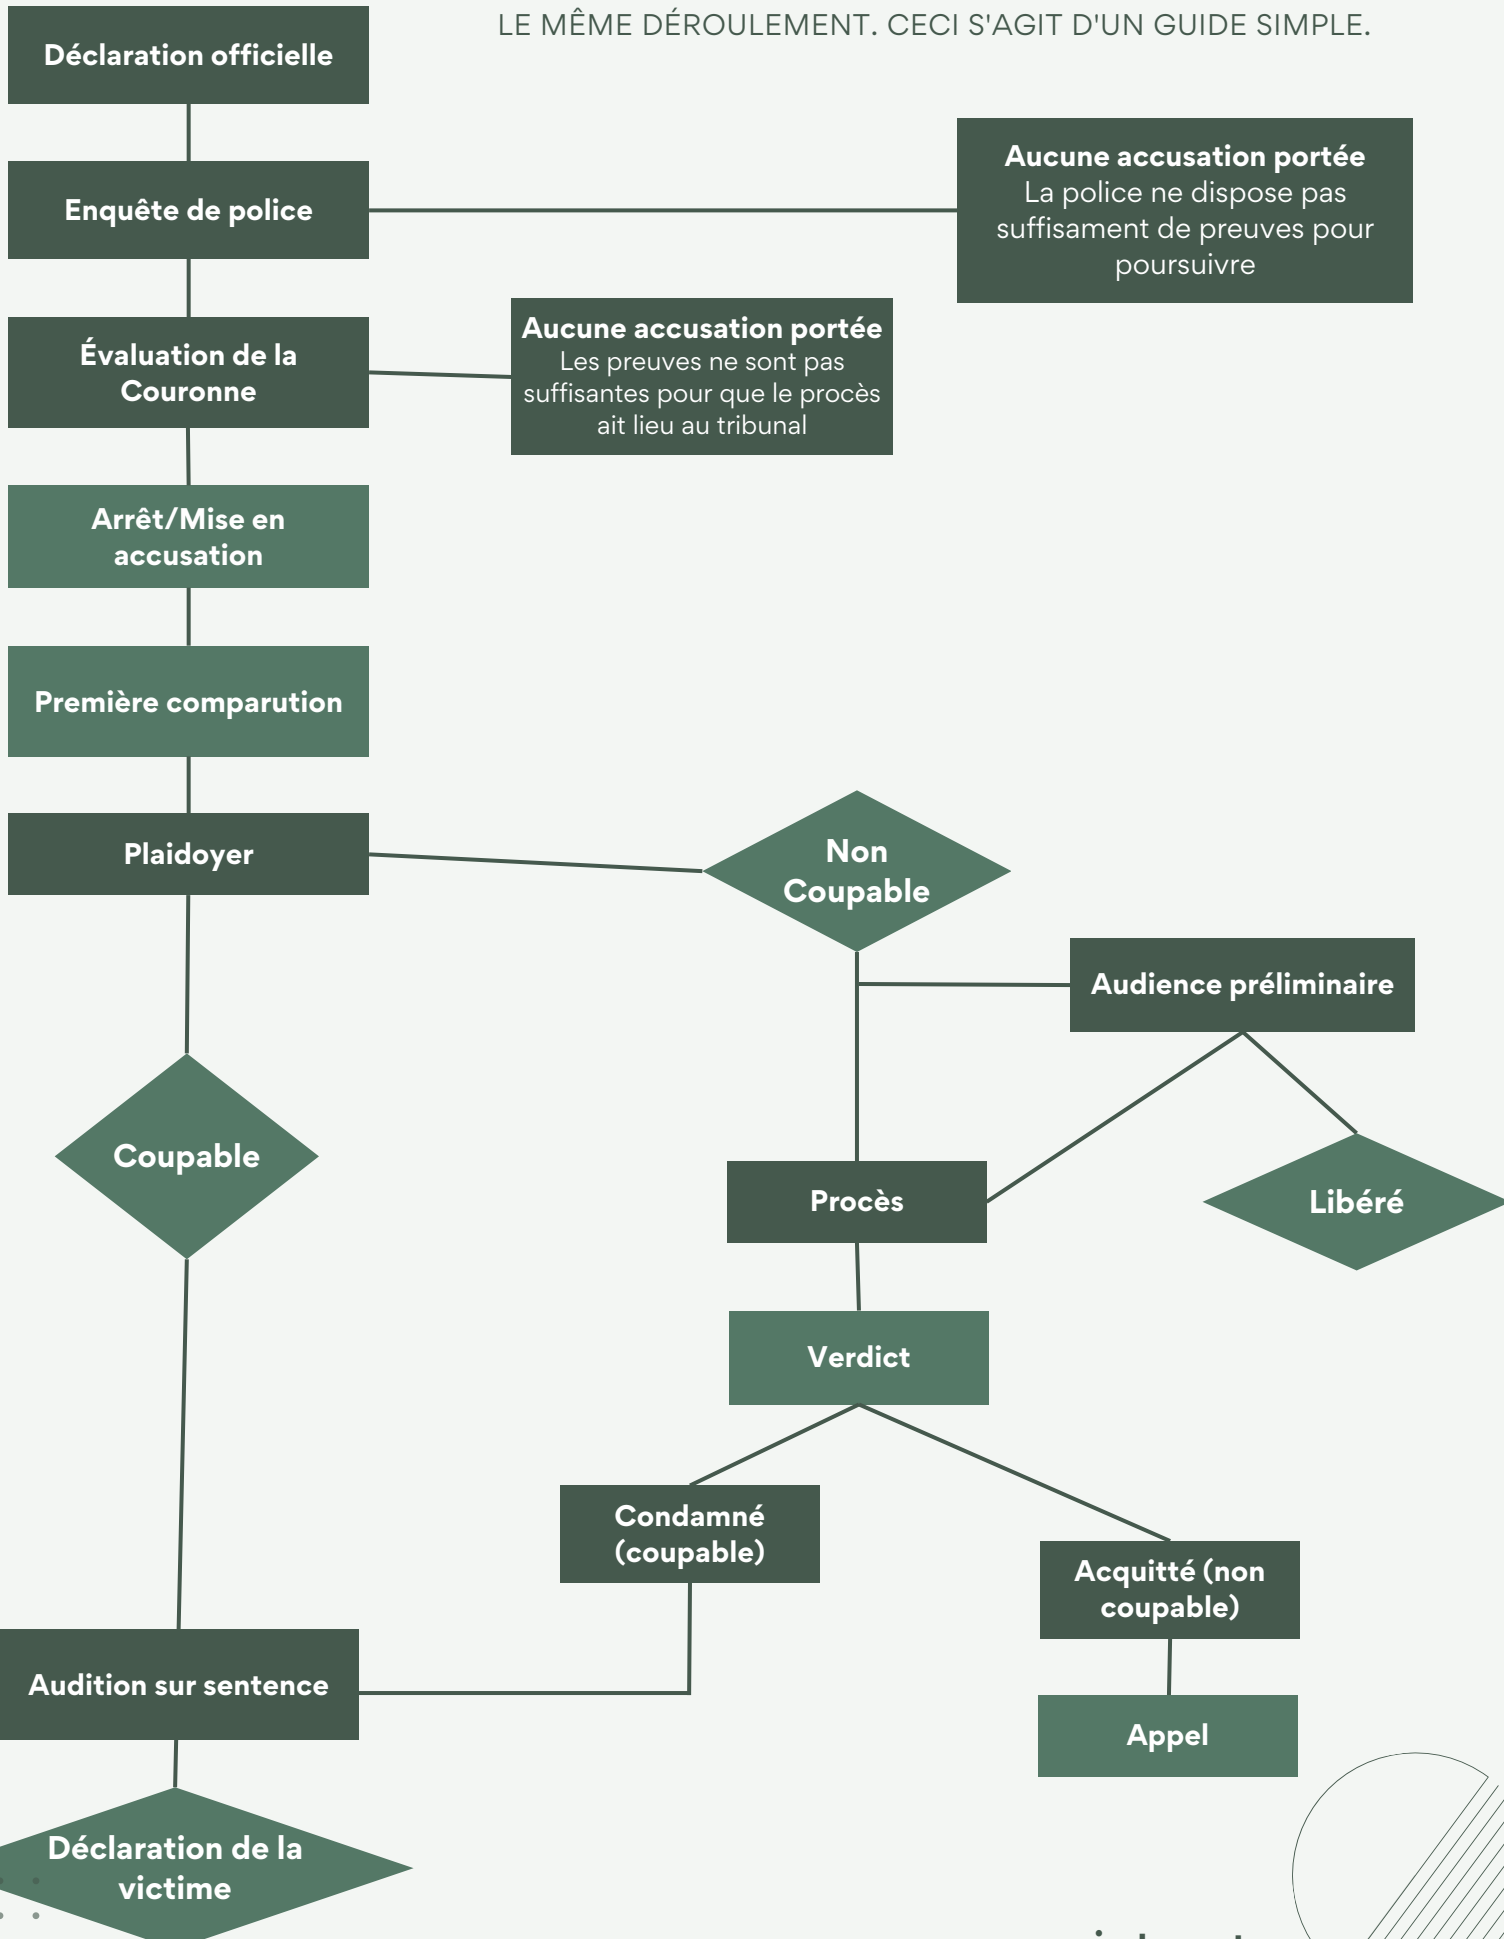 LE MÊME DÉROULEMENT. CECI S'AGIT D'UN GUIDE SIMPLE.
Déclaration officielle
Enquête de police
Aucune accusation portée
La police ne dispose pas
suffisament de preuves pour
poursuivre
Évaluation de la
Couronne
Aucune accusation portée
Les preuves ne sont pas
suffisantes pour que le procès
ait lieu au tribunal
Arrêt/Mise en
accusation
Première comparution
Plaidoyer
Non
Coupable
Audience préliminaire
Coupable
Procès
Libéré
Verdict
Condamné
(coupable)
Acquitté (non
coupable)
Audition sur sentence
Appel
Déclaration de la
victime